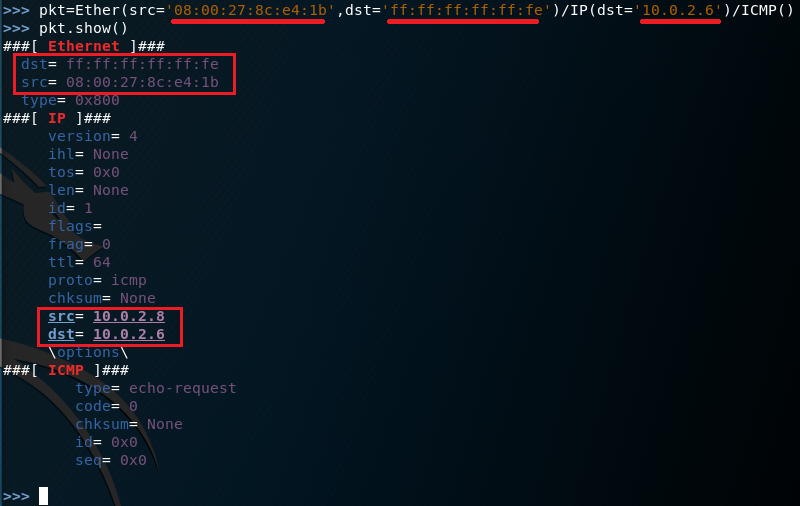 >>> pkt=Ether(src='08:00:27:8c:e4:1b',dst='ff:ff:ff:ff:ff:fe')/IP(dst='10.0.2.6')/ICMP()
>>> pkt.show()
###[ Ethernet ]###
  dst= ff:ff:ff:ff:ff:fe
  src= 08:00:27:8c:e4:1b
  type= 0x800
###[ IP ]###
     version= 4
     ihl= None
     tos= 0x0
     len= None
     id= 1
     flags=
     frag= 0
     ttl= 64
     proto= icmp
     chksum= None
     src= 10.0.2.8
     dst= 10.0.2.6
     \options\
###[ ICMP ]###
        type= echo-request
        code= 0
        chksum= None
        id= 0x0
        seq= 0x0
>>>